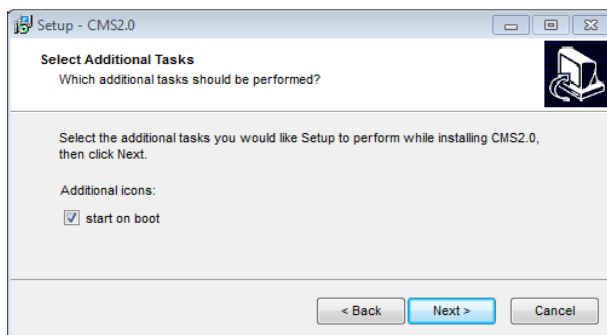 Setup - CMS2.0
Select Additional Tasks
Which additional tasks should be performed?
Select the additional tasks you would like Setup to perform while installing CMS2.0,
then click Next.
Additional icons:
start on boot
< Back
Next >
Cancel